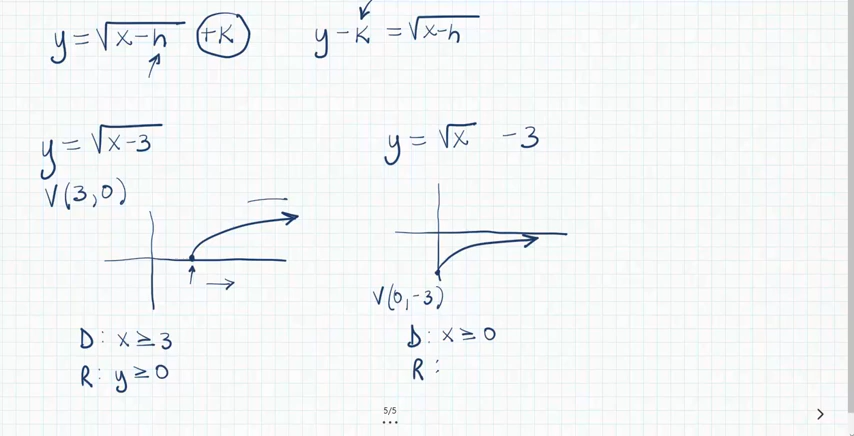 y = √x-h +K
y - K = √x-h
y = √x-3
V(3,0)
D: x ≥ 3
R: y ≥ 0
y = √x -3
V(0,-3)
D: x ≥ 0
R:
5/5